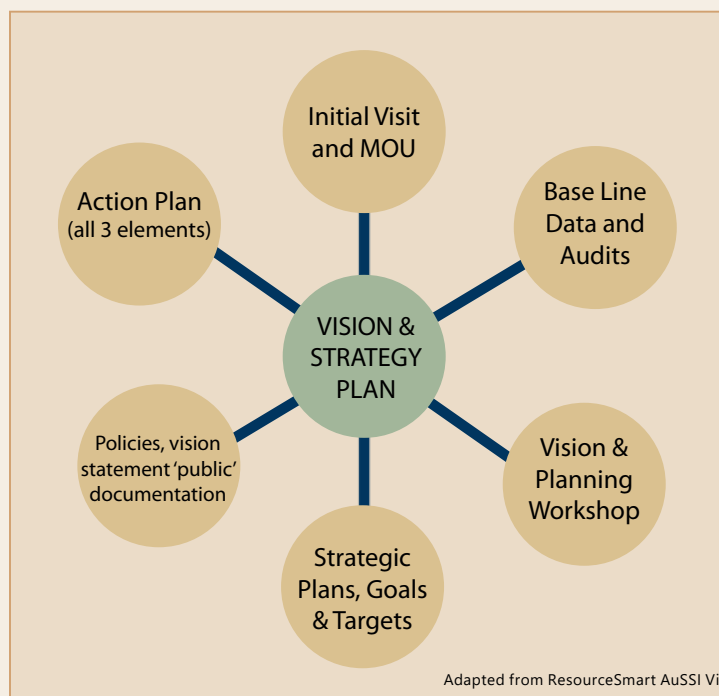 Initial Visit
and MOU
Base Line
Data and
Audits
Vision &
Planning
Workshop
Strategic
Plans, Goals
& Targets
Policies, vision
statement ‘public’
documentation
Action Plan
(all 3 elements)
VISION &
STRATEGY
PLAN
Adapted from ResourceSmart AuSSI Vi